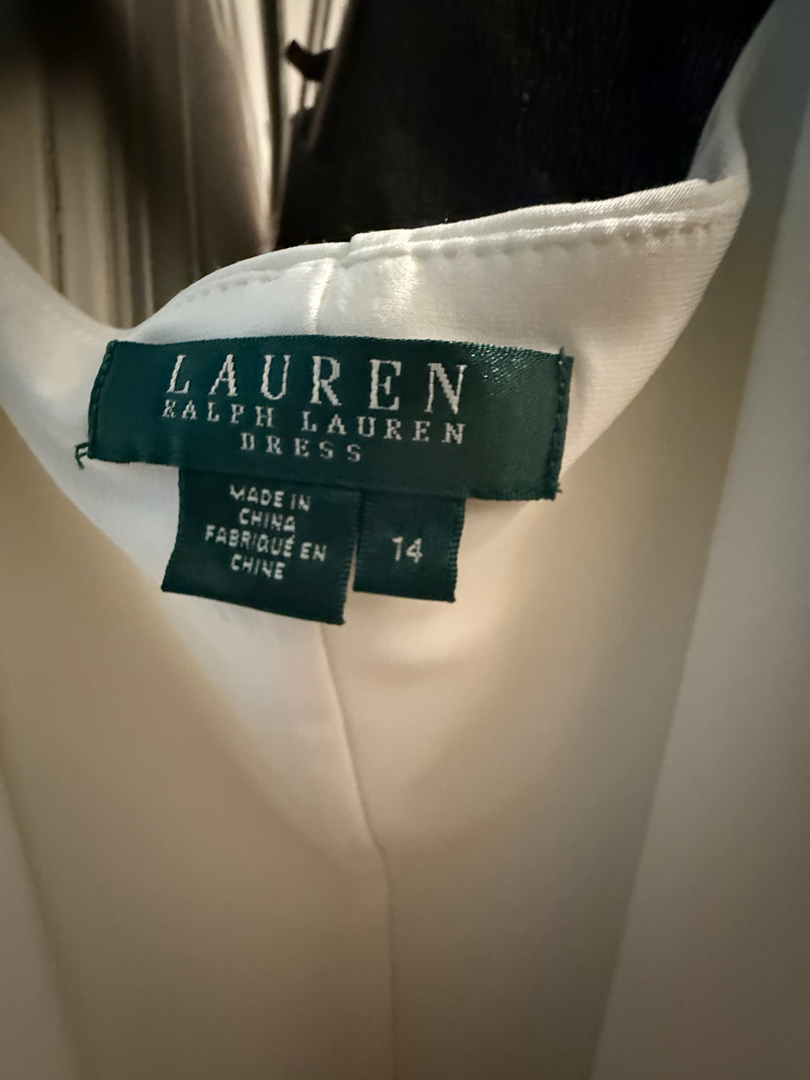 LAUREN
RALPH LAUREN
DRESS
MADE IN
CHINA
FABRIQUÉ EN
CHINE
14